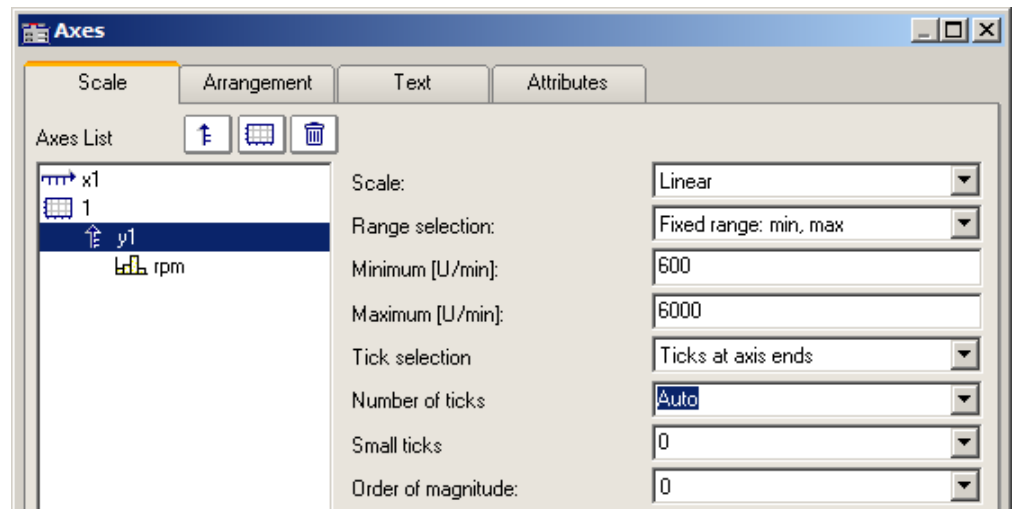 Axes
Scale Arrangement Text Attributes
Axes List
x1
1
y1
rpm
Scale: Linear
Range selection: Fixed range: min, max
Minimum [U/min]: 600
Maximum [U/min]: 6000
Tick selection Ticks at axis ends
Number of ticks Auto
Small ticks 0
Order of magnitude: 0